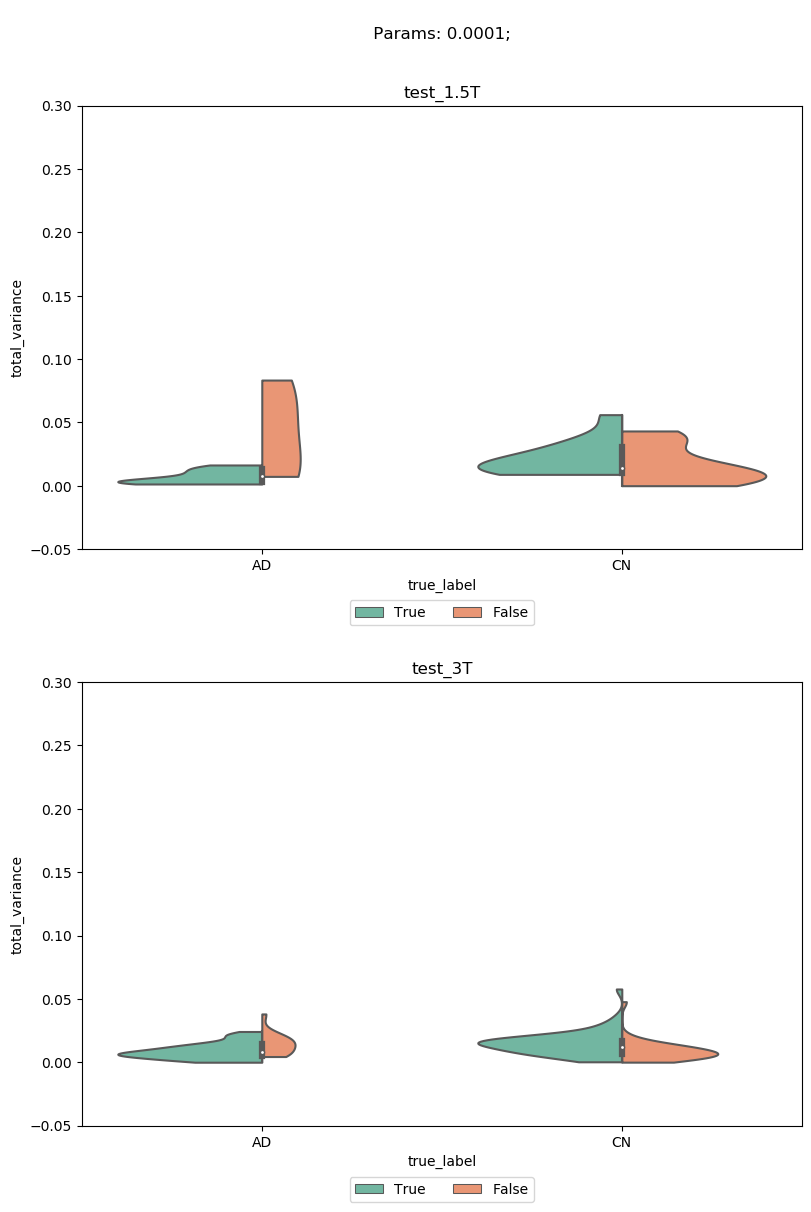 Params: 0.0001;
test_1.5T
0.30
0.25
0.20
0.15
0.10
0.05
0.00
−0.05
total_variance
AD
CN
true_label
True
False
test_3T
0.30
0.25
0.20
0.15
0.10
0.05
0.00
−0.05
total_variance
AD
CN
true_label
True
False